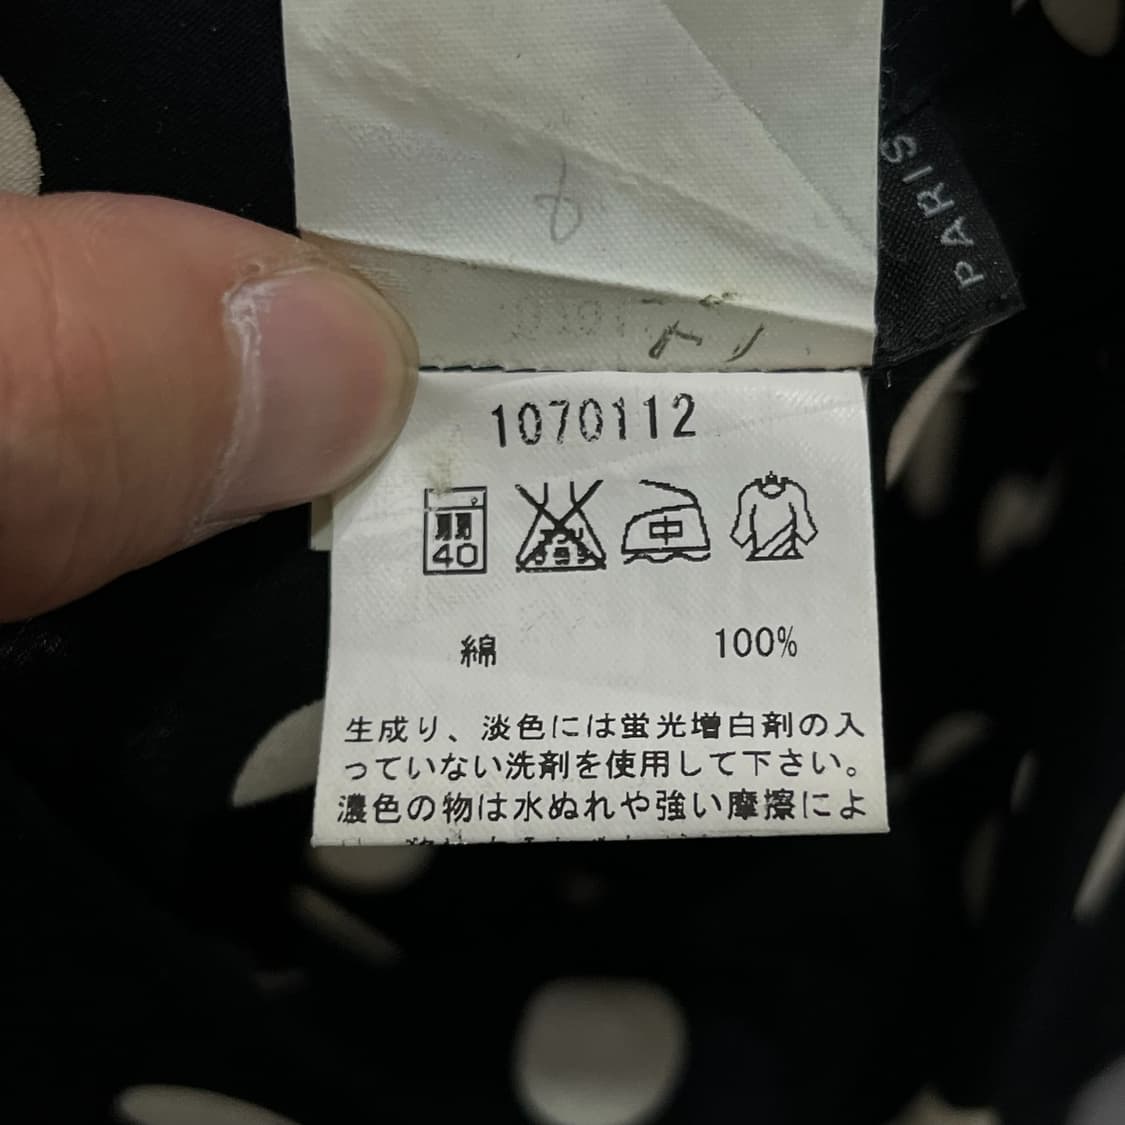 PARIS
1070112
弱
40
中
綿 100%
生成り、淡色には蛍光増白剤の入
っていない洗剤を使用して下さい。
濃色の物は水ぬれや強い摩擦によ